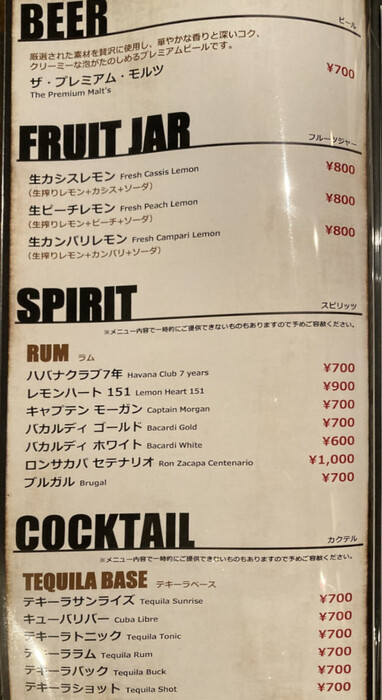 BEER ビール
厳選された素材を贅沢に使用し、華やかな香りと深いコク、
クリーミーな泡がたのしめるプレミアムビールです。
ザ・プレミアム・モルツ ¥700
The Premium Malt's
FRUIT JAR フルーツジャー
生カシスレモン Fresh Cassis Lemon ¥800
（生搾りレモン+カシス+ソーダ）
生ピーチレモン Fresh Peach Lemon ¥800
（生搾りレモン+ピーチ+ソーダ）
生カンパリレモン Fresh Campari Lemon ¥800
（生搾りレモン+カンパリ+ソーダ）
SPIRIT スピリッツ
※メニュー内容で一時的にご提供できないものもありますので予めご容赦ください。
RUM ラム
ハバナクラブ7年 Havana Club 7 years ¥700
レモンハート 151 Lemon Heart 151 ¥900
キャプテン モーガン Captain Morgan ¥700
バカルディ ゴールド Bacardi Gold ¥700
バカルディ ホワイト Bacardi White ¥600
ロンサカパ セテナリオ Ron Zacapa Centenario ¥1,000
ブルガル Brugal ¥700
COCKTAIL カクテル
※メニュー内容で一時的にご提供できないものもありますので予めご容赦ください。
TEQUILA BASE テキーラベース
テキーラサンライズ Tequila Sunrise ¥700
キューバリバー Cuba Libre ¥700
テキーラトニック Tequila Tonic ¥700
テキーララム Tequila Rum ¥700
テキーラバック Tequila Buck ¥700
テキーラショット Tequila Shot ¥700